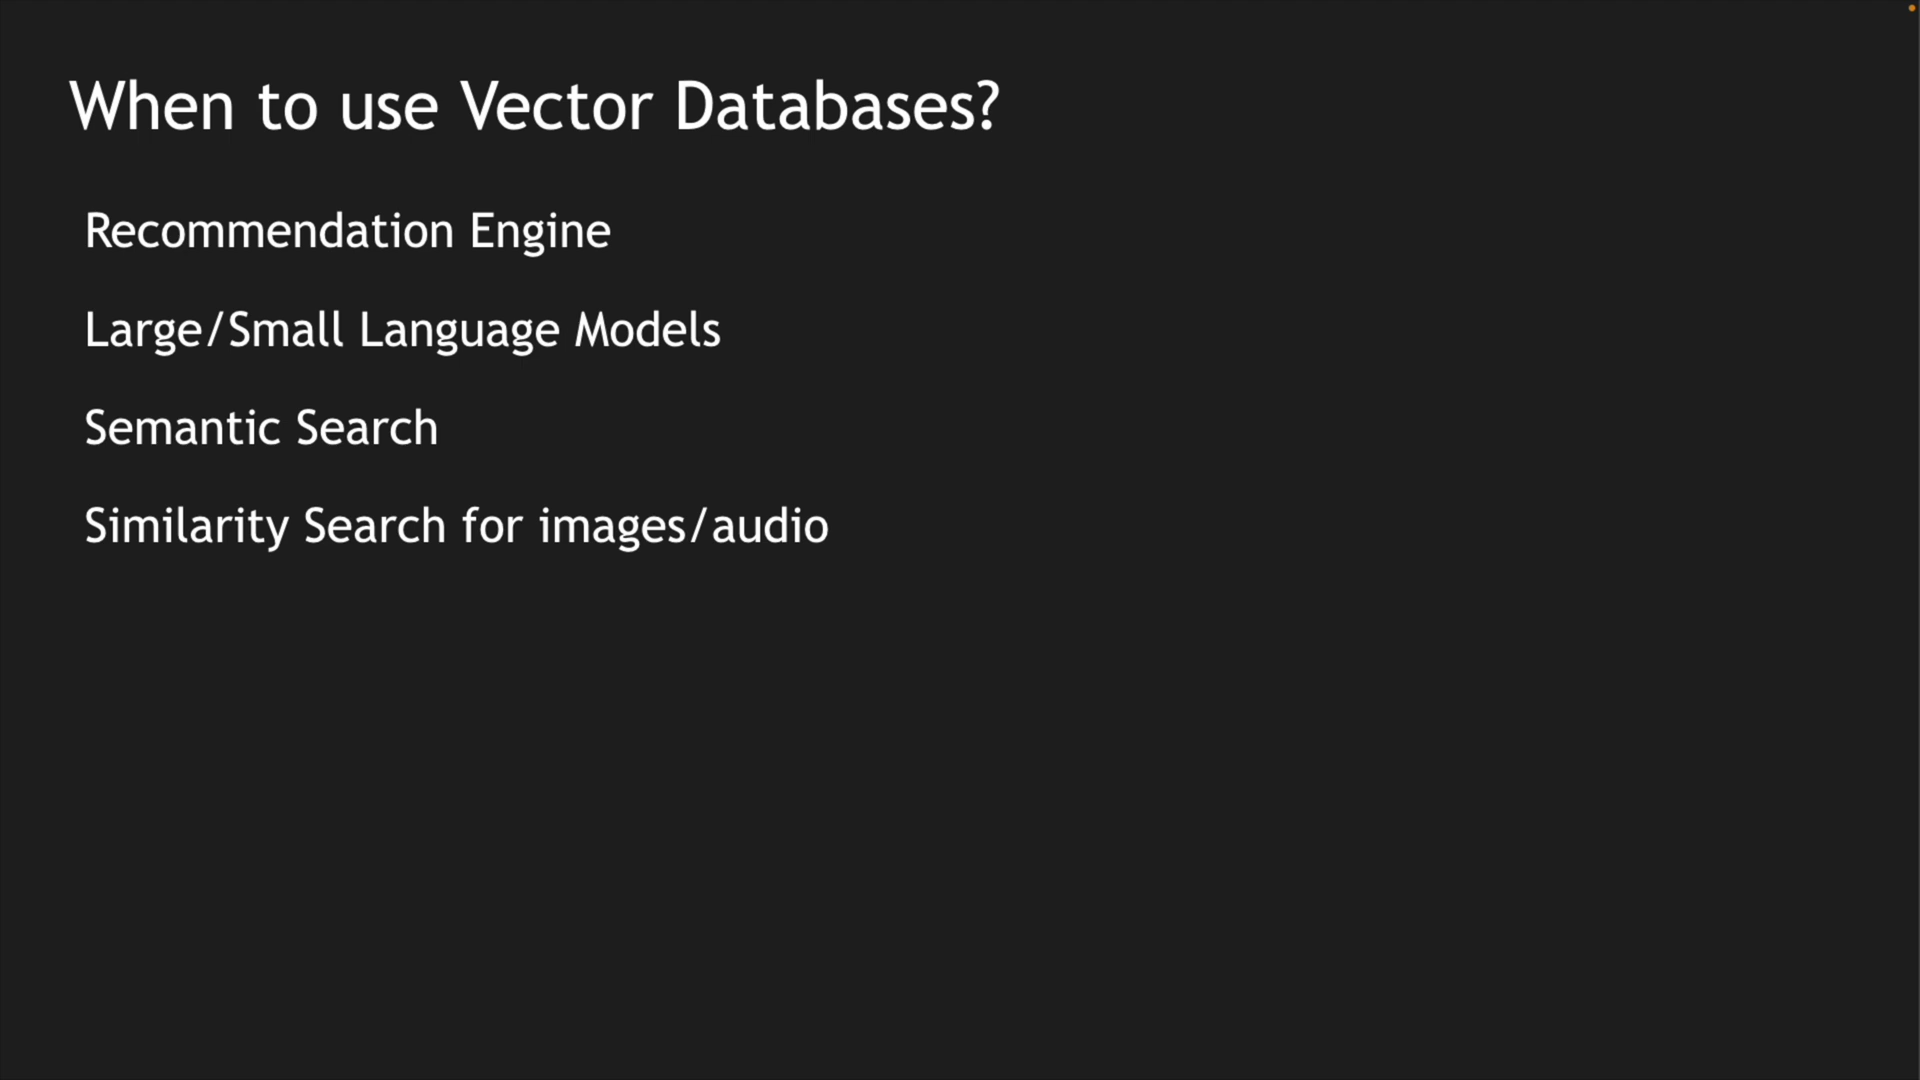 When to use Vector Databases?
Recommendation Engine
Large/Small Language Models
Semantic Search
Similarity Search for images/audio